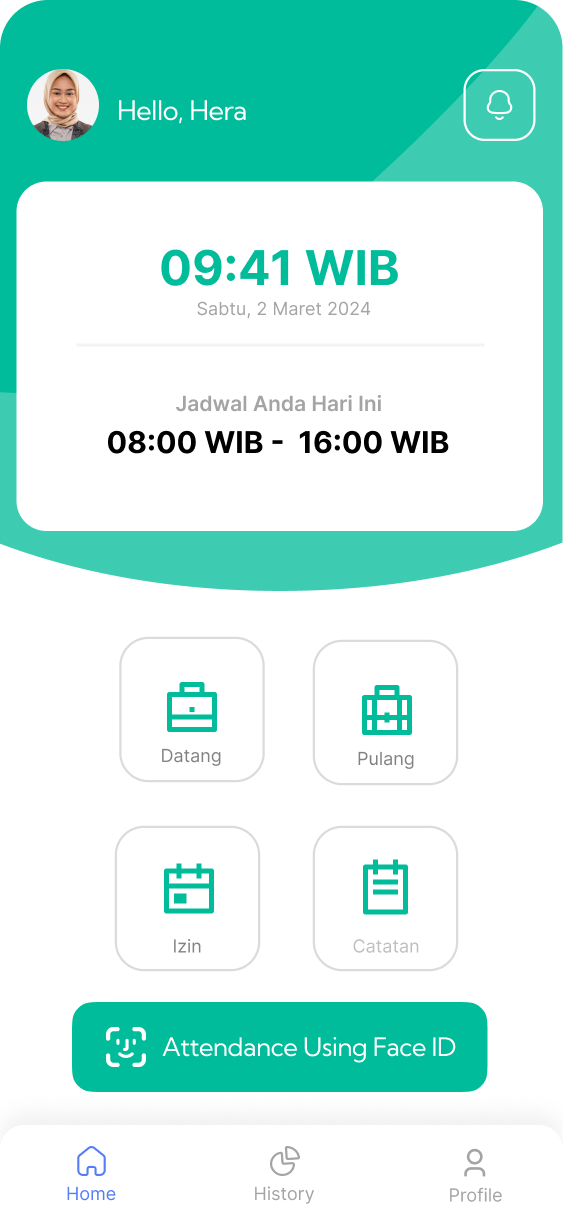 Hello, Hera
09:41 WIB
Sabtu, 2 Maret 2024
Jadwal Anda Hari Ini
08:00 WIB - 16:00 WIB
Datang
Pulang
Izin
Catatan
Attendance Using Face ID
Home
History
Profile